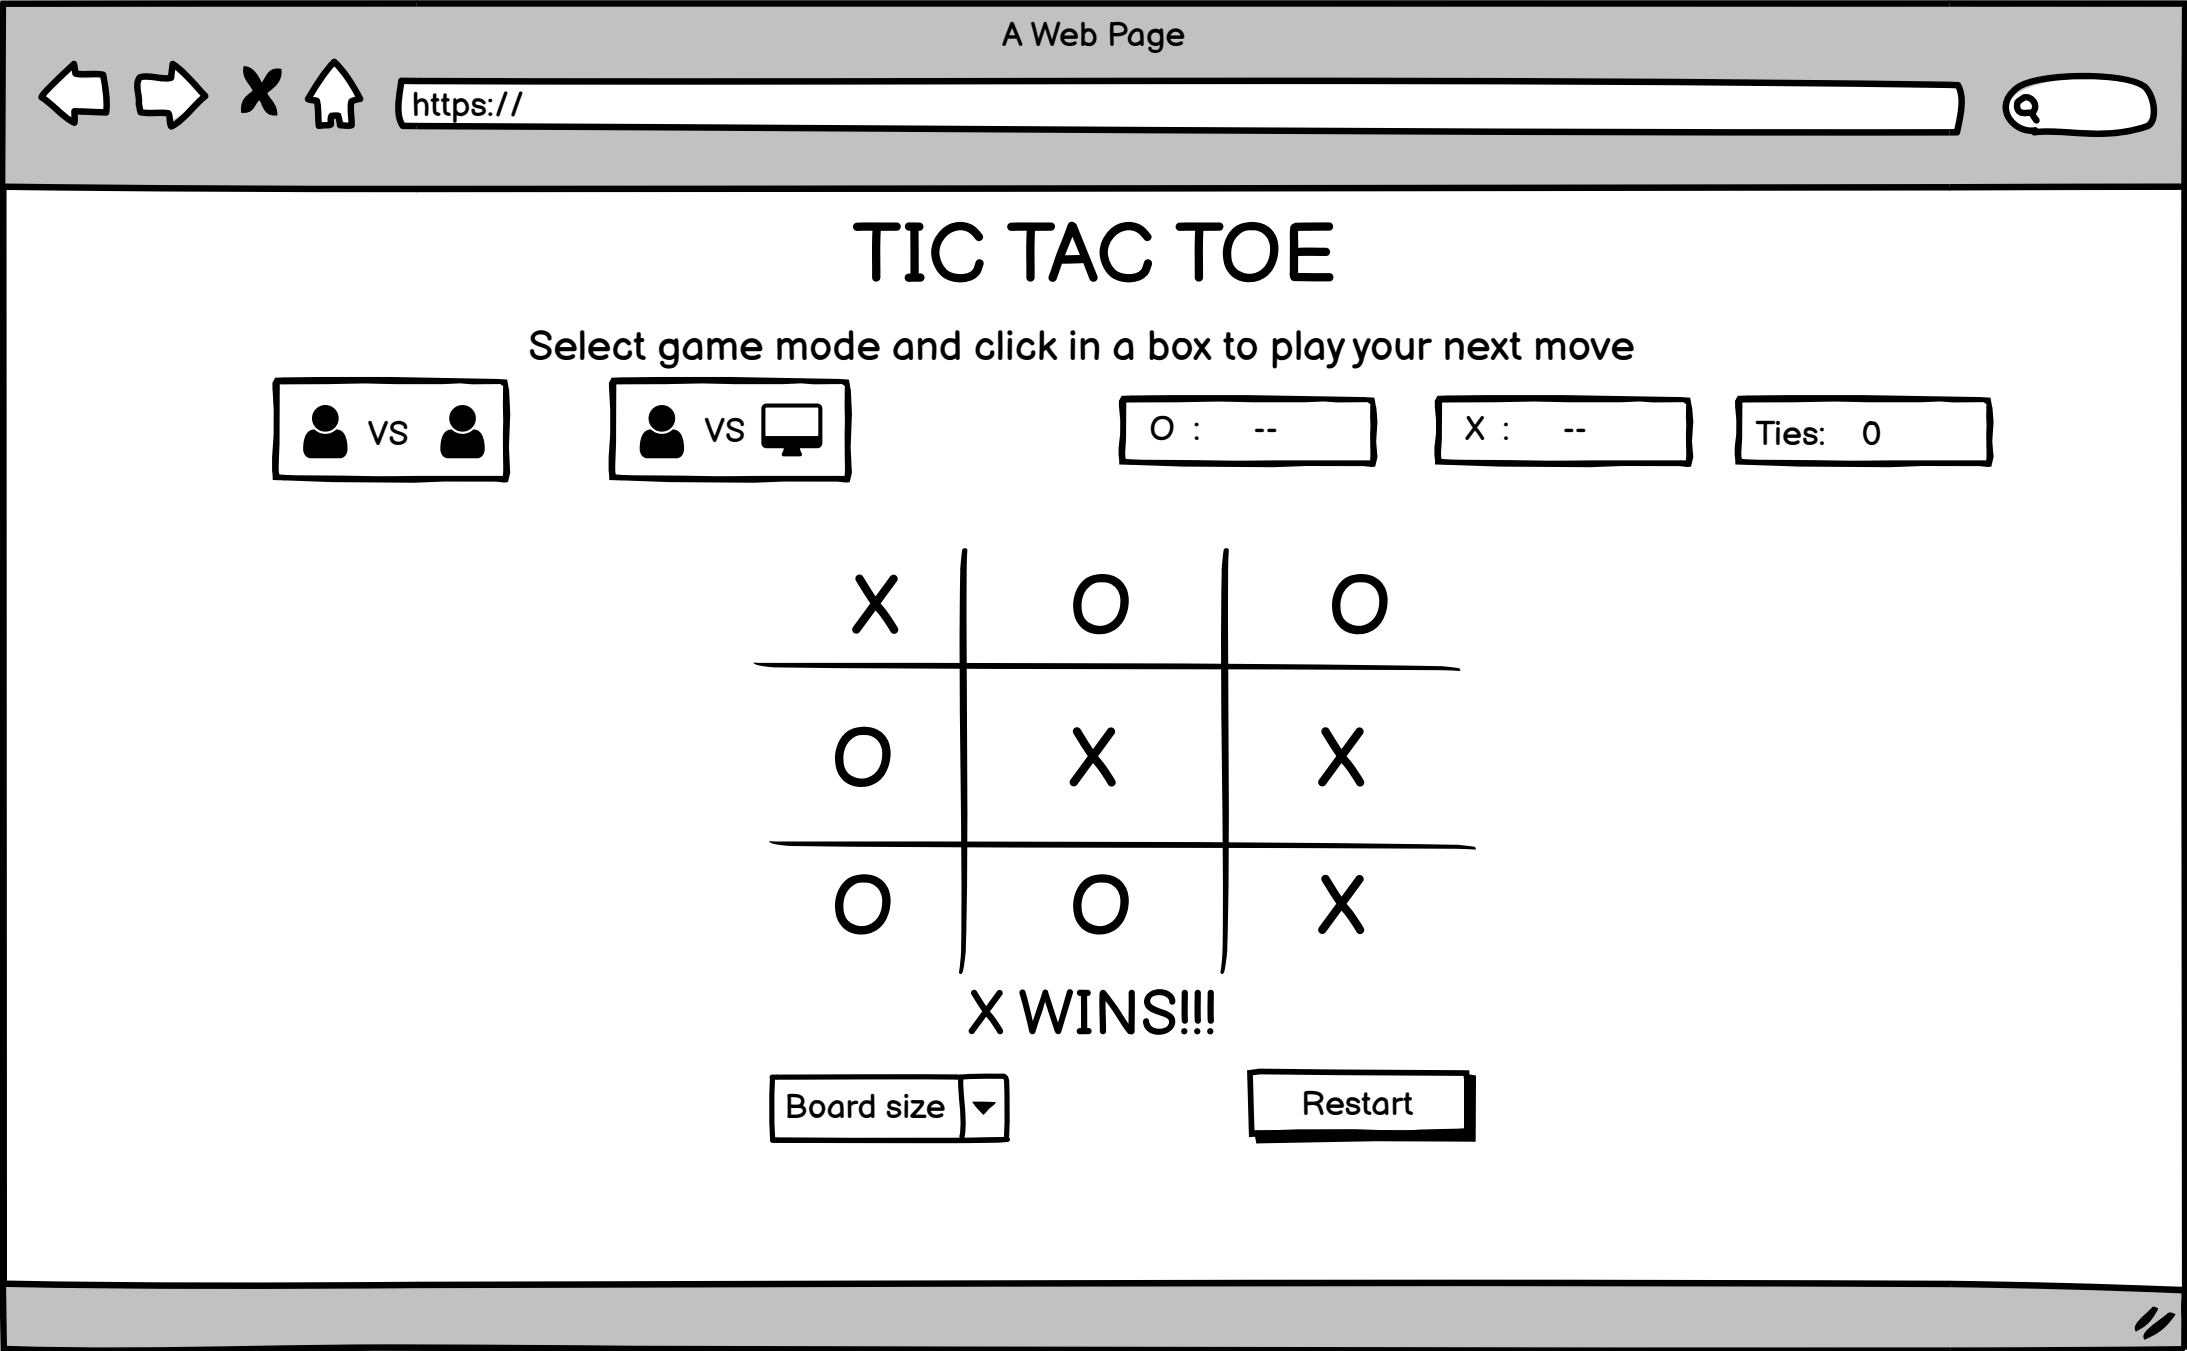 A Web Page
https://
TIC TAC TOE
Select game mode and click in a box to play your next move
VS
VS
O : --
X : --
Ties: 0
X O O
O X X
O O X
X WINS!!!
Board size
Restart